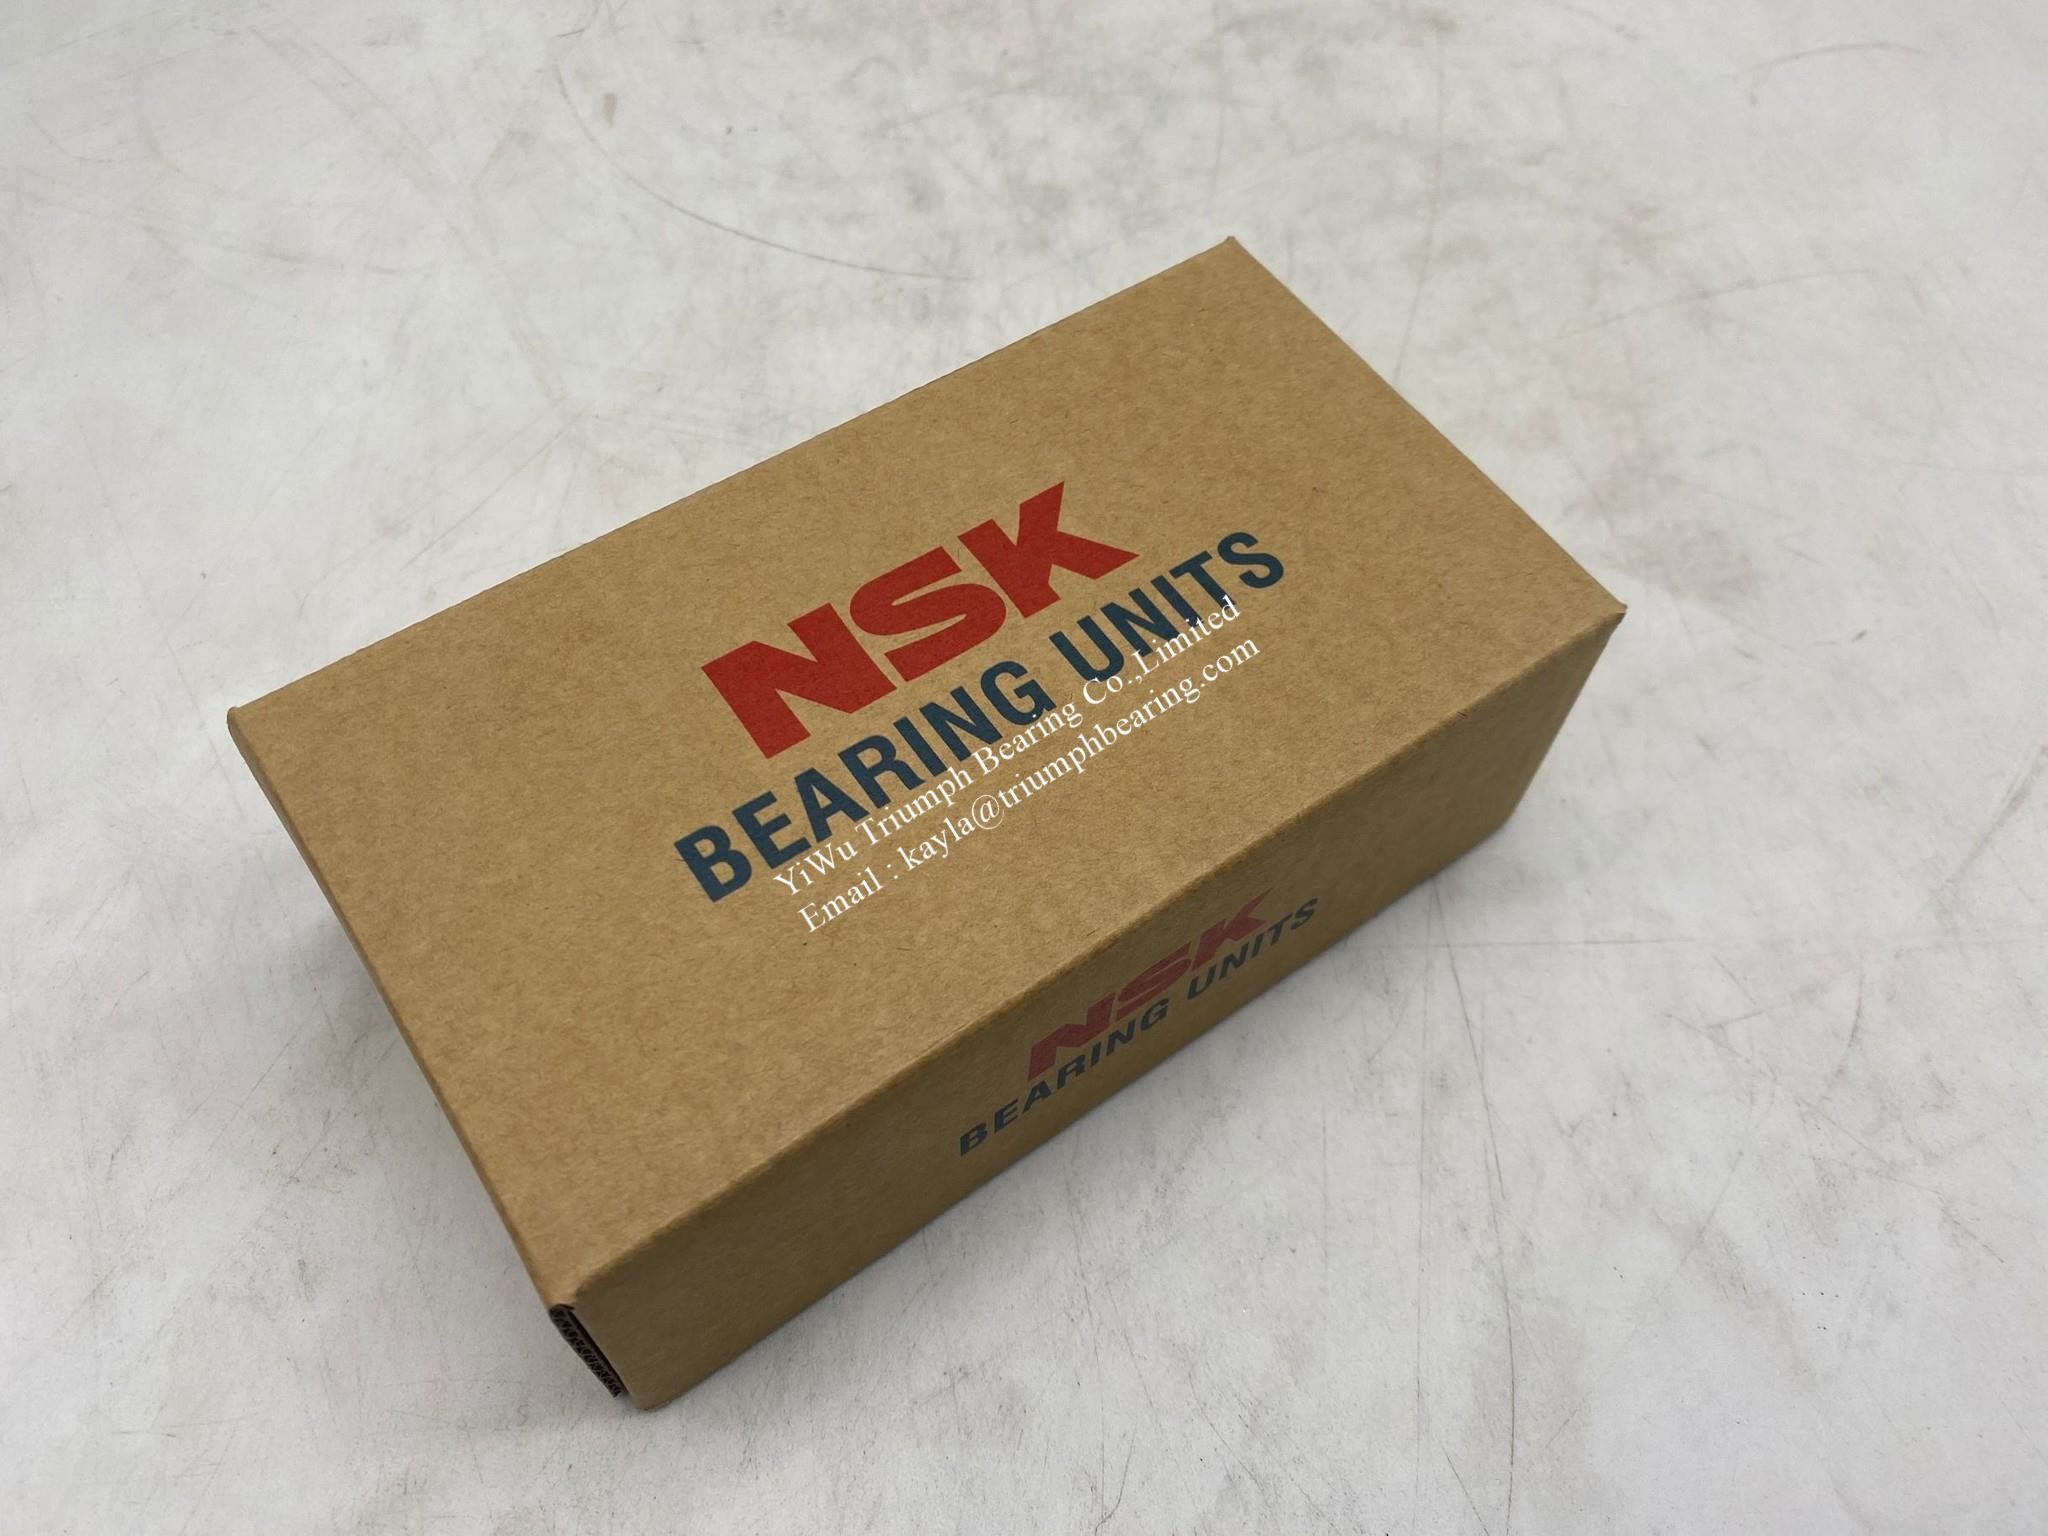 NSK
BEARING UNITS
YiWu Triumph Bearing Co.,Limited
Email : kayla@triumphbearing.com
NSK
BEARING UNITS